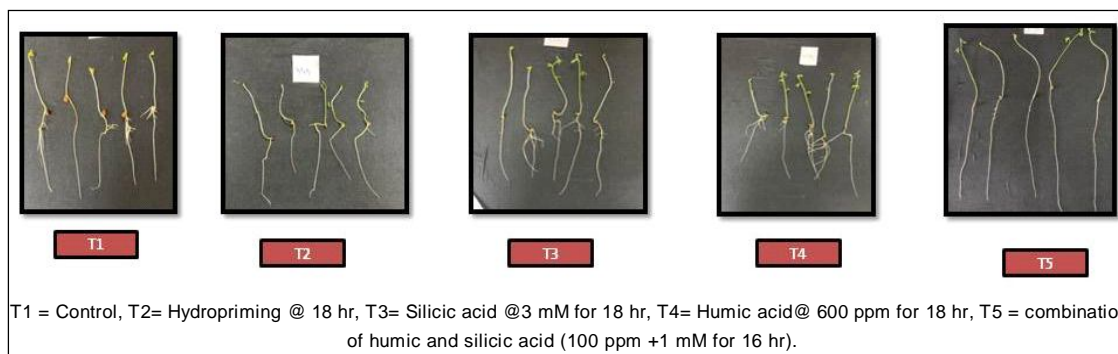 T1
T2
T3
T4
T5
T1 = Control, T2= Hydropriming @ 18 hr, T3= Silicic acid @3 mM for 18 hr, T4= Humic acid@ 600 ppm for 18 hr, T5 = combinatio
of humic and silicic acid (100 ppm +1 mM for 16 hr).